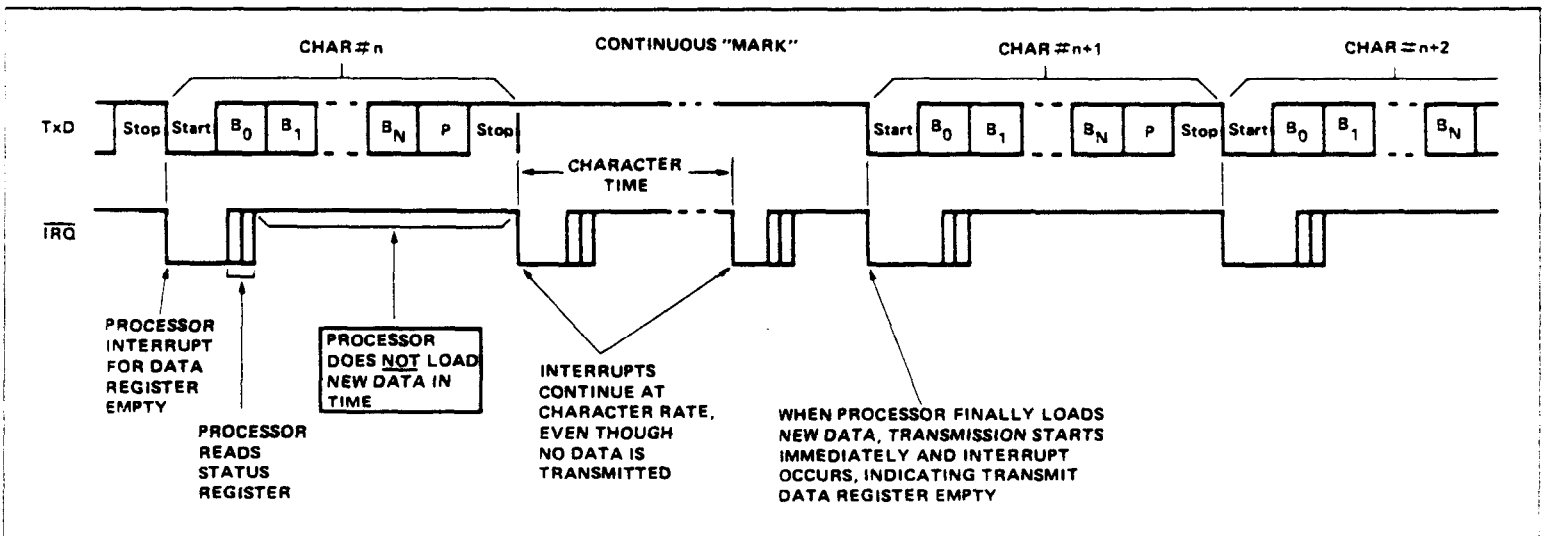 CHAR#n
CONTINUOUS "MARK"
CHAR#n+1
CHAR#n+2
TxD
Stop Start B0 B1 BN P Stop
Start B0 B1 BN P Stop Start B0 B1 BN
CHARACTER
TIME
IRQ
PROCESSOR
INTERRUPT
FOR DATA
REGISTER
EMPTY
PROCESSOR
READS
STATUS
REGISTER
PROCESSOR
DOES NOT LOAD
NEW DATA IN
TIME
INTERRUPTS
CONTINUE AT
CHARACTER RATE,
EVEN THOUGH
NO DATA IS
TRANSMITTED
WHEN PROCESSOR FINALLY LOADS
NEW DATA, TRANSMISSION STARTS
IMMEDIATELY AND INTERRUPT
OCCURS, INDICATING TRANSMIT
DATA REGISTER EMPTY